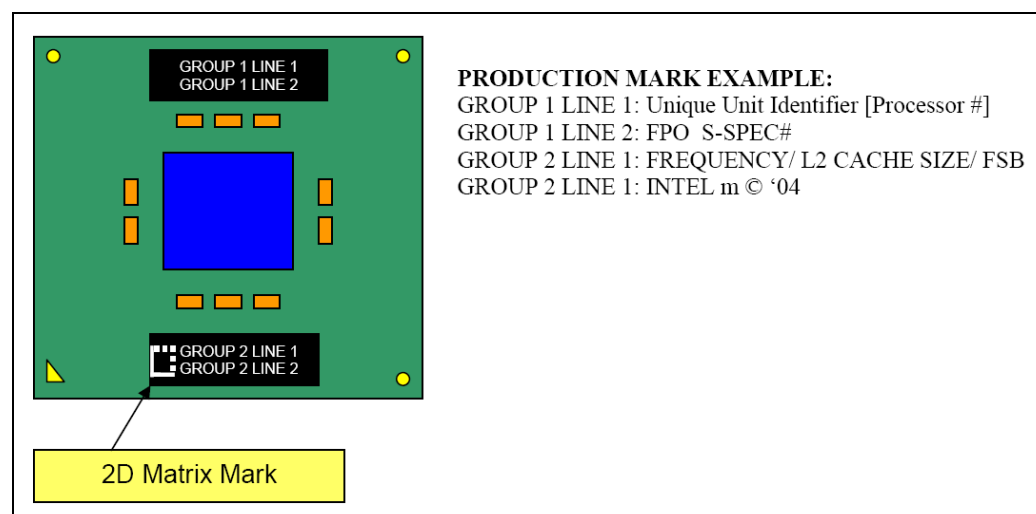 GROUP 1 LINE 1
GROUP 1 LINE 2
PRODUCTION MARK EXAMPLE:
GROUP 1 LINE 1: Unique Unit Identifier [Processor #]
GROUP 1 LINE 2: FPO S-SPEC#
GROUP 2 LINE 1: FREQUENCY/ L2 CACHE SIZE/ FSB
GROUP 2 LINE 1: INTEL m © ‘04
GROUP 2 LINE 1
GROUP 2 LINE 2
2D Matrix Mark